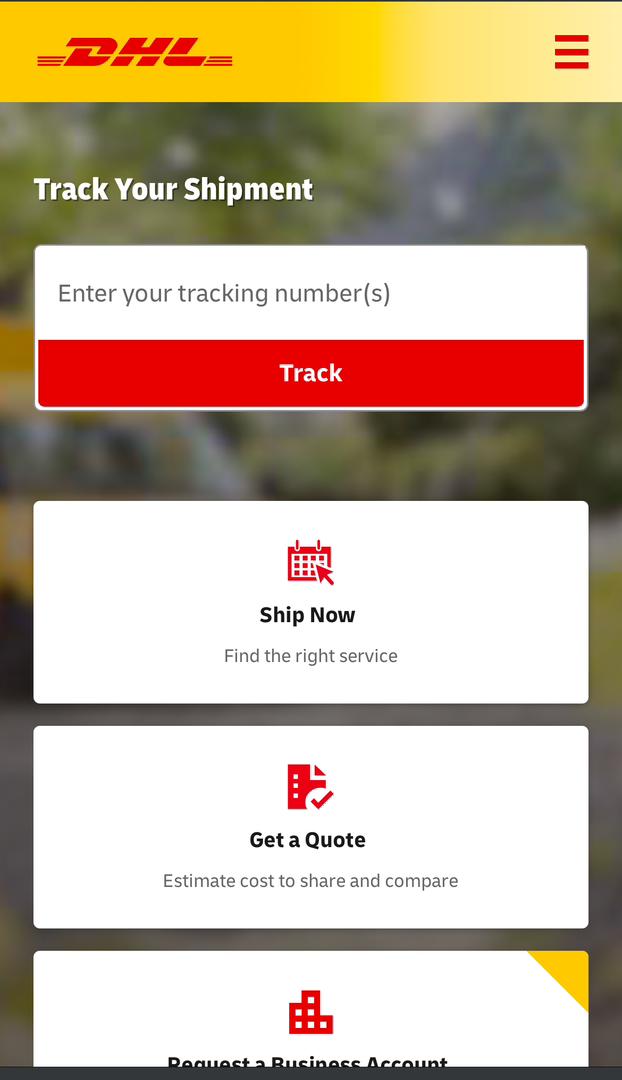 DHL
Track Your Shipment
Enter your tracking number(s)
Track
Ship Now
Find the right service
Get a Quote
Estimate cost to share and compare
Request a Business Account